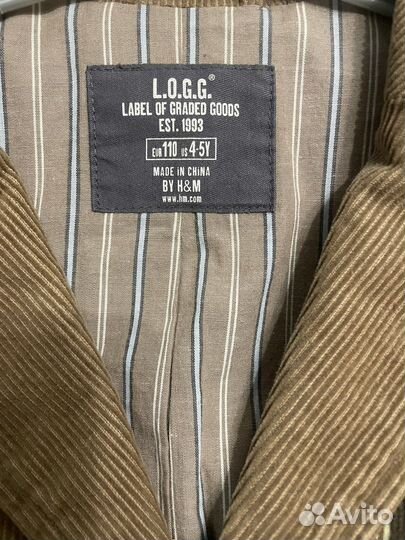 L.O.G.G.®
LABEL OF GRADED GOODS
EST. 1993
EUR 110 US 4-5Y
MADE IN CHINA
BY H&M
www.hm.com
Avito